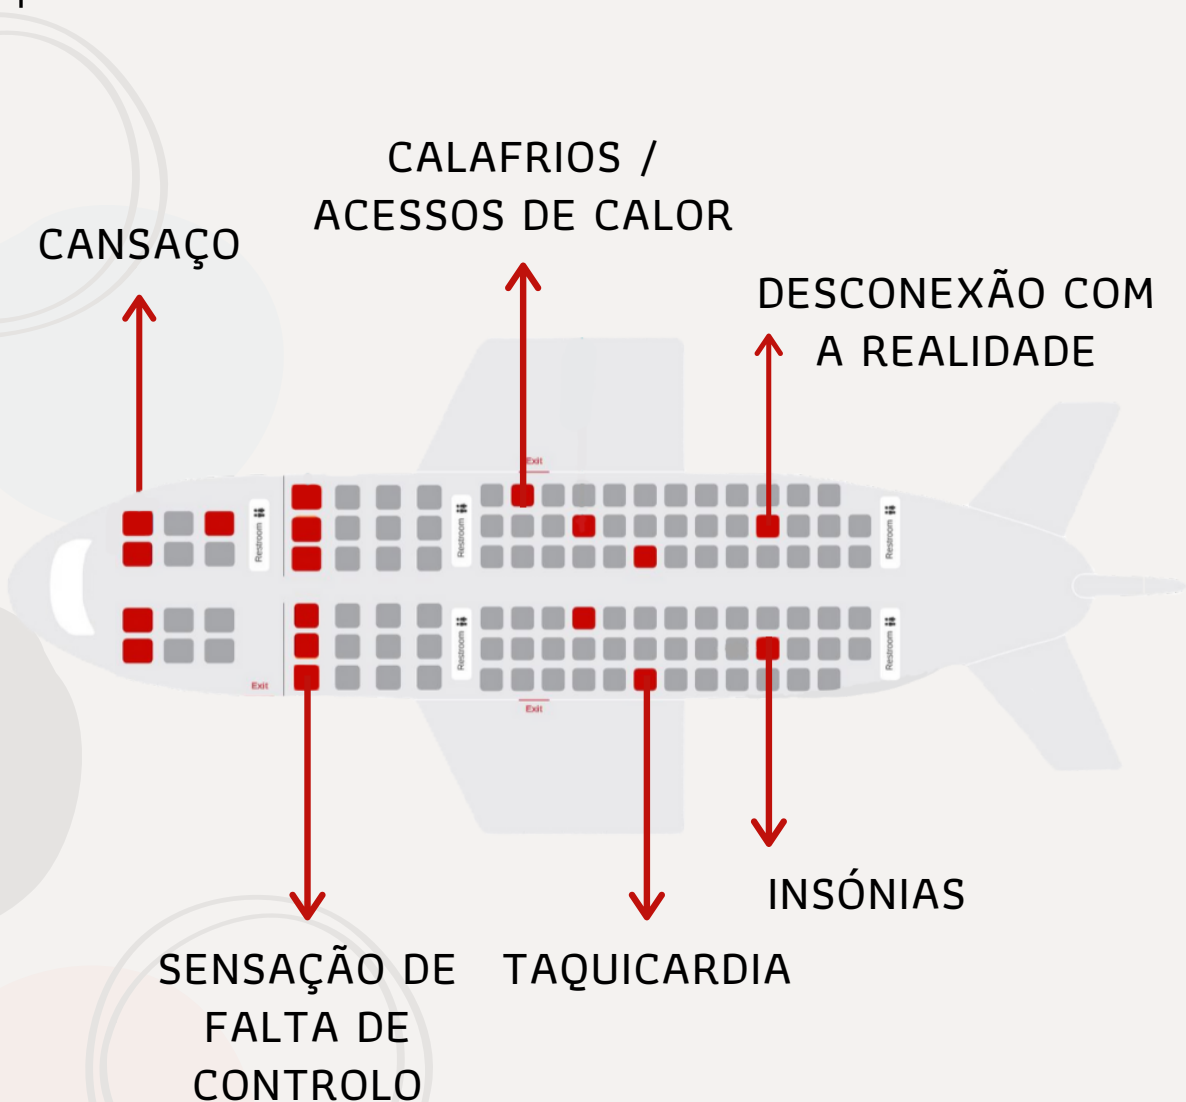 CALAFRIOS /
ACESSOS DE CALOR
CANSAÇO
DESCONEXÃO COM
A REALIDADE
Exit
Restroom
Restroom
Restroom
Restroom
Restroom
Exit
Exit
INSÓNIAS
SENSAÇÃO DE
FALTA DE
CONTROLO
TAQUICARDIA